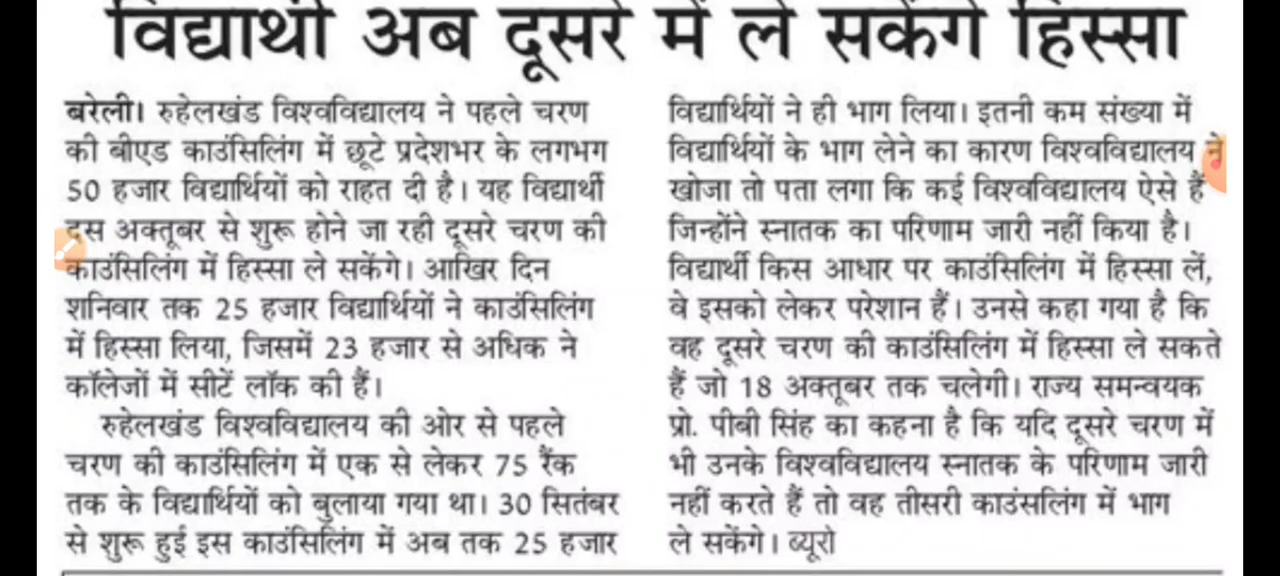 विद्यार्थी अब दूसरे में ले सकेंगे हिस्सा
बरेली। रुहेलखंड विश्वविद्यालय ने पहले चरण
की बीएड काउंसिलिंग में छूटे प्रदेशभर के लगभग
50 हजार विद्यार्थियों को राहत दी है। यह विद्यार्थी
दस अक्तूबर से शुरू होने जा रही दूसरे चरण की
काउंसिलिंग में हिस्सा ले सकेंगे। आखिर दिन
शनिवार तक 25 हजार विद्यार्थियों ने काउंसिलिंग
में हिस्सा लिया, जिसमें 23 हजार से अधिक ने
कॉलेजों में सीटें लॉक की हैं।
रुहेलखंड विश्वविद्यालय की ओर से पहले
चरण की काउंसिलिंग में एक से लेकर 75 रैंक
तक के विद्यार्थियों को बुलाया गया था। 30 सितंबर
से शुरू हुई इस काउंसिलिंग में अब तक 25 हजार
विद्यार्थियों ने ही भाग लिया। इतनी कम संख्या में
विद्यार्थियों के भाग लेने का कारण विश्वविद्यालय ने
खोजा तो पता लगा कि कई विश्वविद्यालय ऐसे हैं
जिन्होंने स्नातक का परिणाम जारी नहीं किया है।
विद्यार्थी किस आधार पर काउंसिलिंग में हिस्सा लें,
वे इसको लेकर परेशान हैं। उनसे कहा गया है कि
वह दूसरे चरण की काउंसिलिंग में हिस्सा ले सकते
हैं जो 18 अक्तूबर तक चलेगी। राज्य समन्वयक
प्रो. पीबी सिंह का कहना है कि यदि दूसरे चरण में
भी उनके विश्वविद्यालय स्नातक के परिणाम जारी
नहीं करते हैं तो वह तीसरी काउंसलिंग में भाग
ले सकेंगे। ब्यूरो